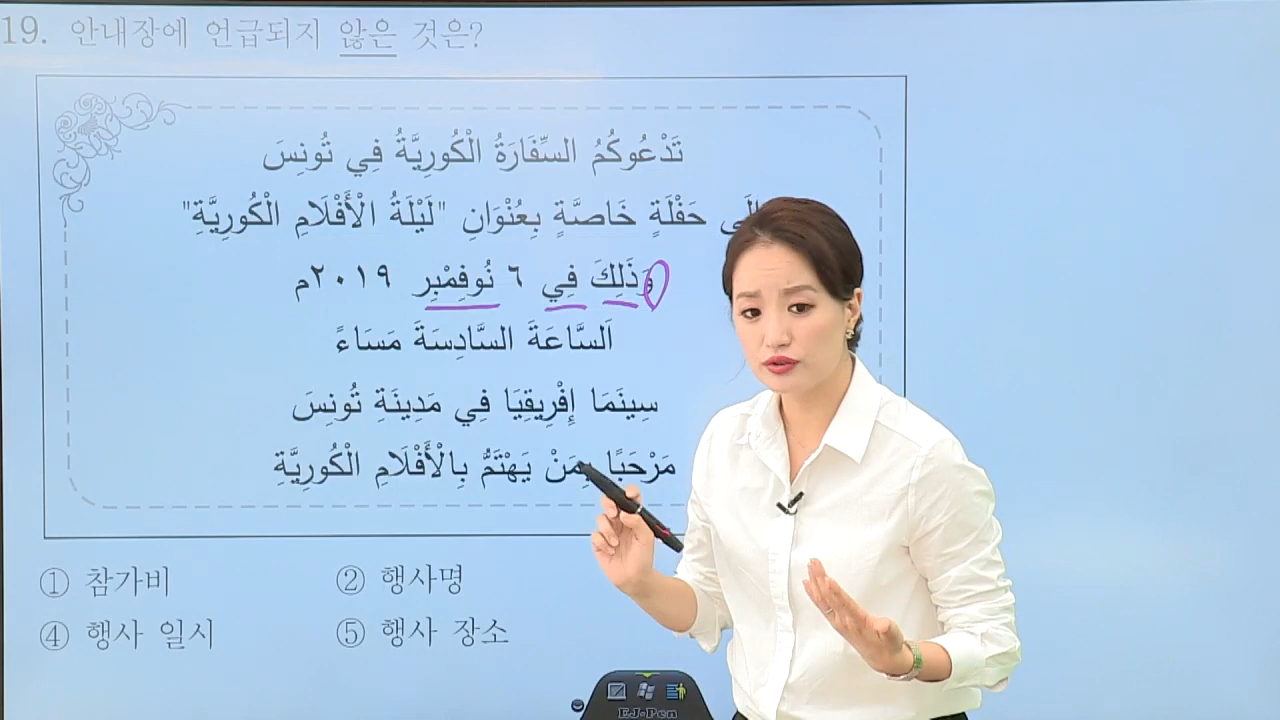 19. 안내장에 언급되지 않은 것은?
تَدْعُوكُمُ السِّفَارَةُ الْكُورِيَّةُ فِي تُونِسَ
حَفْلَةٍ خَاصَّةٍ بِعُنْوَانِ "لَيْلَةُ الْأَفْلَامِ الْكُورِيَّةِ"
وَذَلِكَ فِي ٦ نُوفِمْبِر ٢٠١٩م
اَلسَّاعَةَ السَّادِسَةَ مَسَاءً
سِينَمَا إِفْرِيقِيَا فِي مَدِينَةِ تُونِسَ
مَرْحَبًا بِمَنْ يَهْتَمُّ بِالْأَفْلَامِ الْكُورِيَّةِ
① 참가비 ② 행사명
④ 행사 일시 ⑤ 행사 장소
EJ-Pen